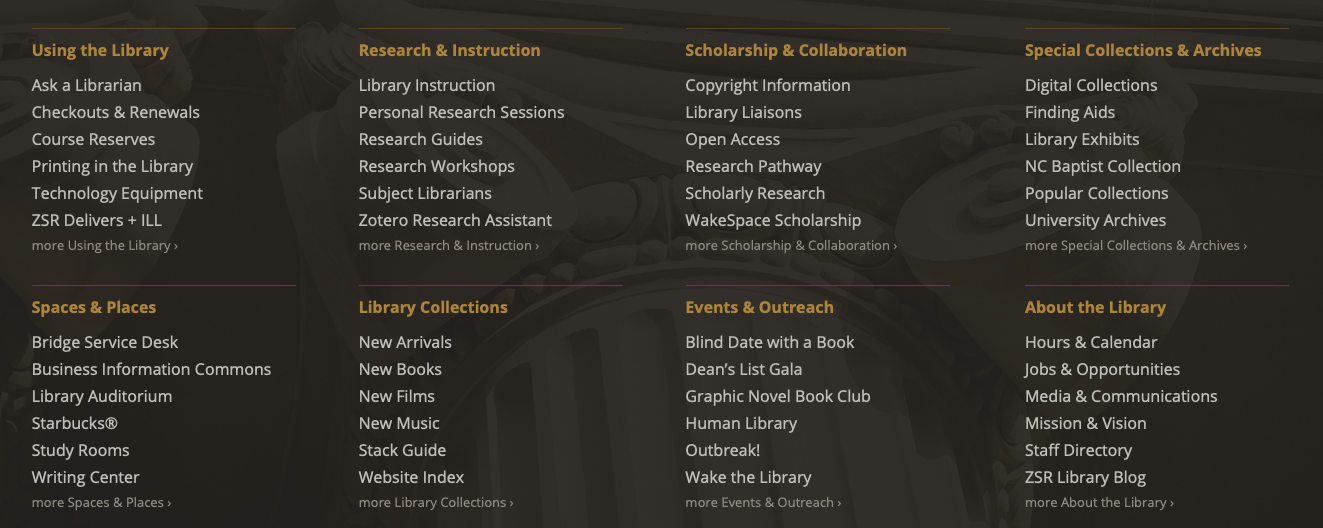 Using the Library
Ask a Librarian
Checkouts & Renewals
Course Reserves
Printing in the Library
Technology Equipment
ZSR Delivers + ILL
more Using the Library ›
Research & Instruction
Library Instruction
Personal Research Sessions
Research Guides
Research Workshops
Subject Librarians
Zotero Research Assistant
more Research & Instruction ›
Scholarship & Collaboration
Copyright Information
Library Liaisons
Open Access
Research Pathway
Scholarly Research
WakeSpace Scholarship
more Scholarship & Collaboration ›
Special Collections & Archives
Digital Collections
Finding Aids
Library Exhibits
NC Baptist Collection
Popular Collections
University Archives
more Special Collections & Archives ›
Spaces & Places
Bridge Service Desk
Business Information Commons
Library Auditorium
Starbucks®
Study Rooms
Writing Center
more Spaces & Places ›
Library Collections
New Arrivals
New Books
New Films
New Music
Stack Guide
Website Index
more Library Collections ›
Events & Outreach
Blind Date with a Book
Dean’s List Gala
Graphic Novel Book Club
Human Library
Outbreak!
Wake the Library
more Events & Outreach ›
About the Library
Hours & Calendar
Jobs & Opportunities
Media & Communications
Mission & Vision
Staff Directory
ZSR Library Blog
more About the Library ›